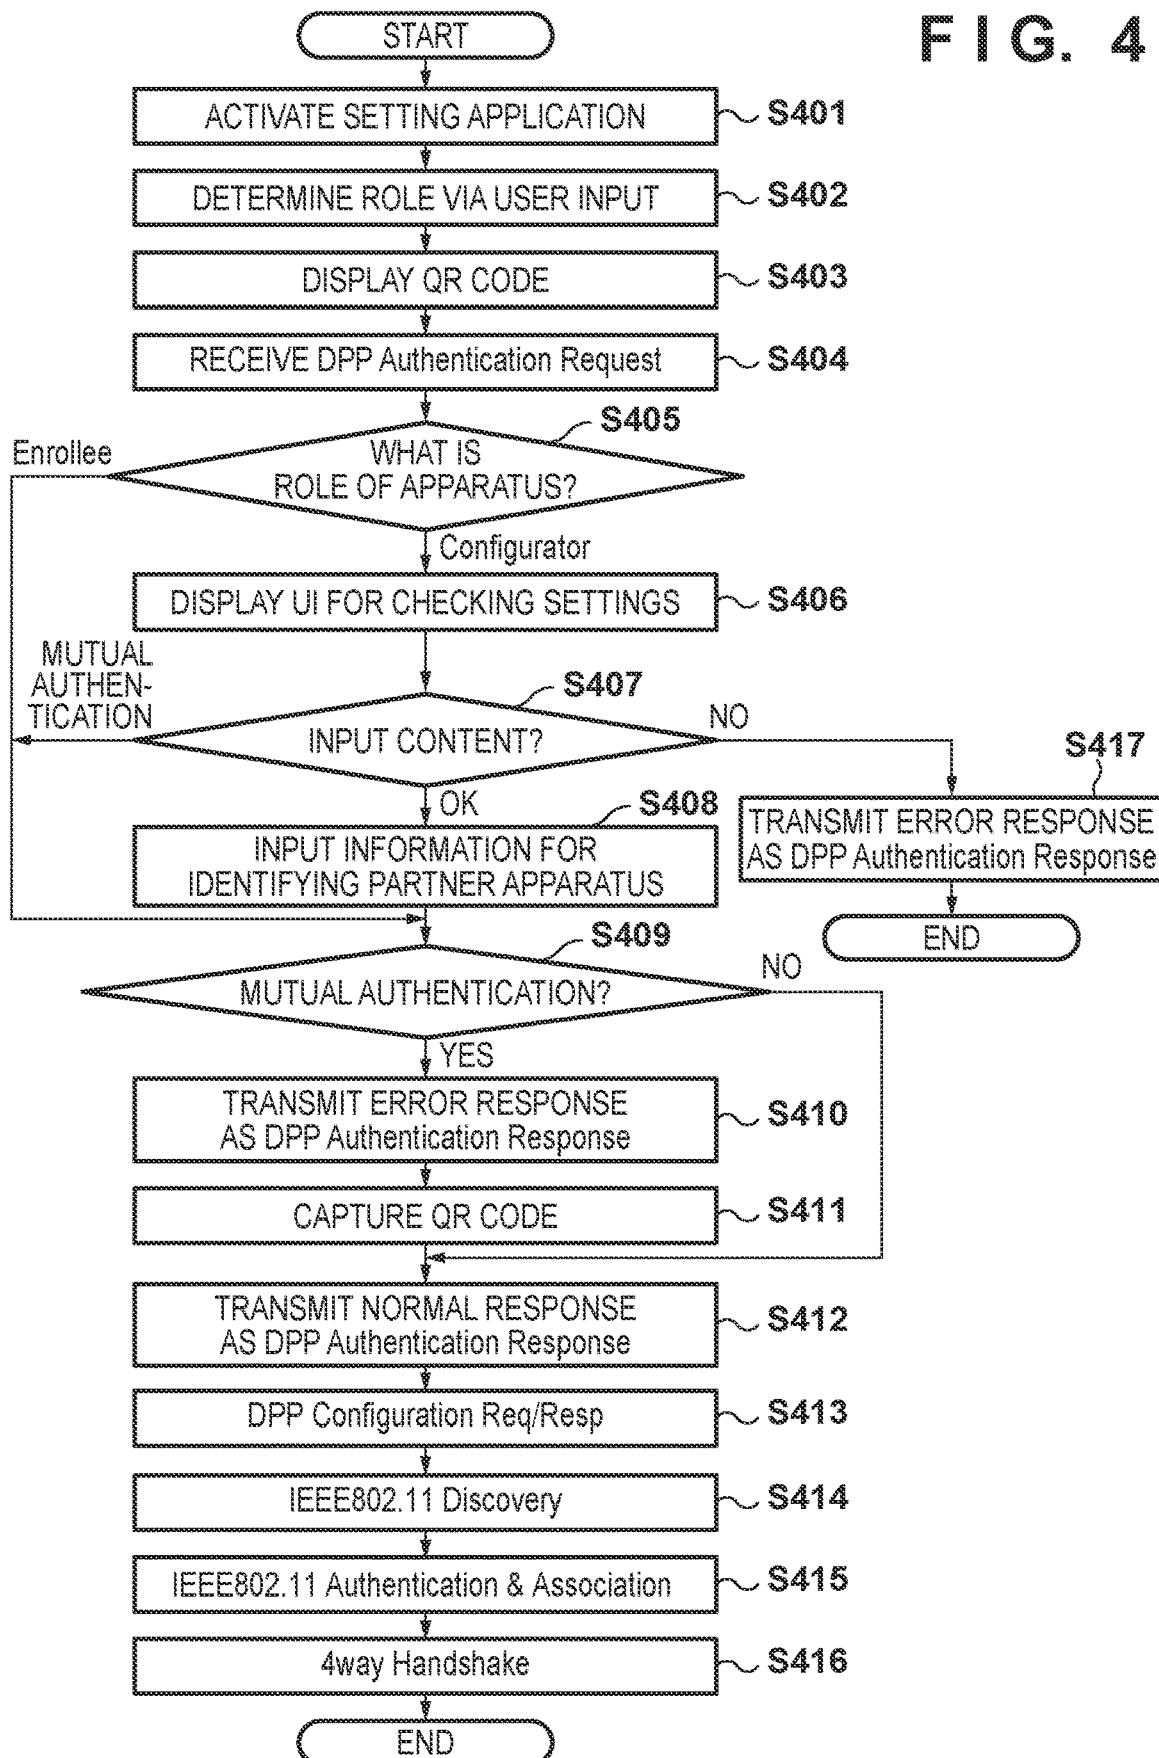 FIG. 4
START
ACTIVATE SETTING APPLICATION
S401
DETERMINE ROLE VIA USER INPUT
S402
DISPLAY QR CODE
S403
RECEIVE DPP Authentication Request
S404
S405
Enrollee
WHAT IS
ROLE OF APPARATUS?
Configurator
DISPLAY UI FOR CHECKING SETTINGS
S406
MUTUAL
AUTHEN-
TICATION
S407
INPUT CONTENT?
NO
S417
OK
S408
INPUT INFORMATION FOR
IDENTIFYING PARTNER APPARATUS
TRANSMIT ERROR RESPONSE
AS DPP Authentication Response
END
S409
MUTUAL AUTHENTICATION?
NO
YES
TRANSMIT ERROR RESPONSE
AS DPP Authentication Response
S410
CAPTURE QR CODE
S411
TRANSMIT NORMAL RESPONSE
AS DPP Authentication Response
S412
DPP Configuration Req/Resp
S413
IEEE802.11 Discovery
S414
IEEE802.11 Authentication & Association
S415
4way Handshake
S416
END